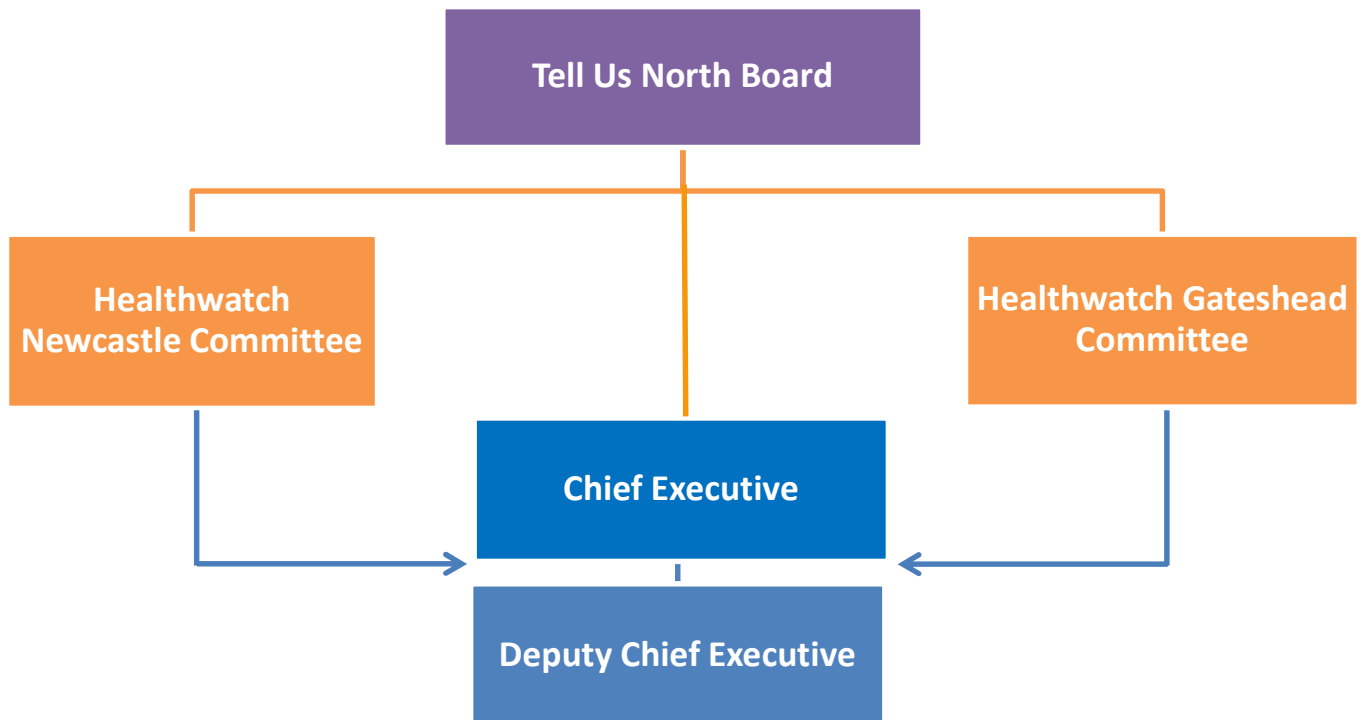 Tell Us North Board
Healthwatch
Newcastle Committee
Healthwatch Gateshead
Committee
Chief Executive
Deputy Chief Executive